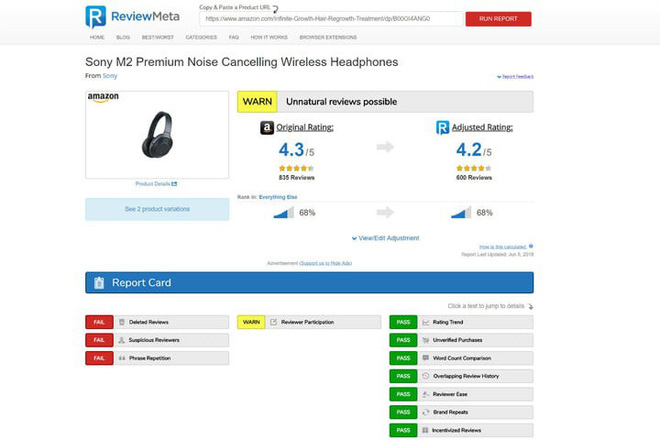 ReviewMeta
Copy & Paste a Product URL
https://www.amazon.com/Infinite-Growth-Hair-Regrowth-Treatment/dp/B00OI4ANG0
RUN REPORT
HOME BLOG BEST/WORST CATEGORIES FAQ HOW IT WORKS BROWSER EXTENSIONS
Sony M2 Premium Noise Cancelling Wireless Headphones
From Sony
Report Feedback
amazon
WARN Unnatural reviews possible
a Original Rating: R Adjusted Rating:
4.3/5 4.2/5
835 Reviews 600 Reviews
Product Details
Rank in: Everything Else
See 2 product variations
68% 68%
View/Edit Adjustment
How is this calculated
Report Last Updated: Jun 5, 2019
Advertisement (Support us to Hide Ads)
Report Card
Click a test to jump to details
FAIL Deleted Reviews
FAIL Suspicious Reviewers
FAIL Phrase Repetition
WARN Reviewer Participation
PASS Rating Trend
PASS Unverified Purchases
PASS Word Count Comparison
PASS Overlapping Review History
PASS Reviewer Ease
PASS Brand Repeats
PASS Incentivized Reviews